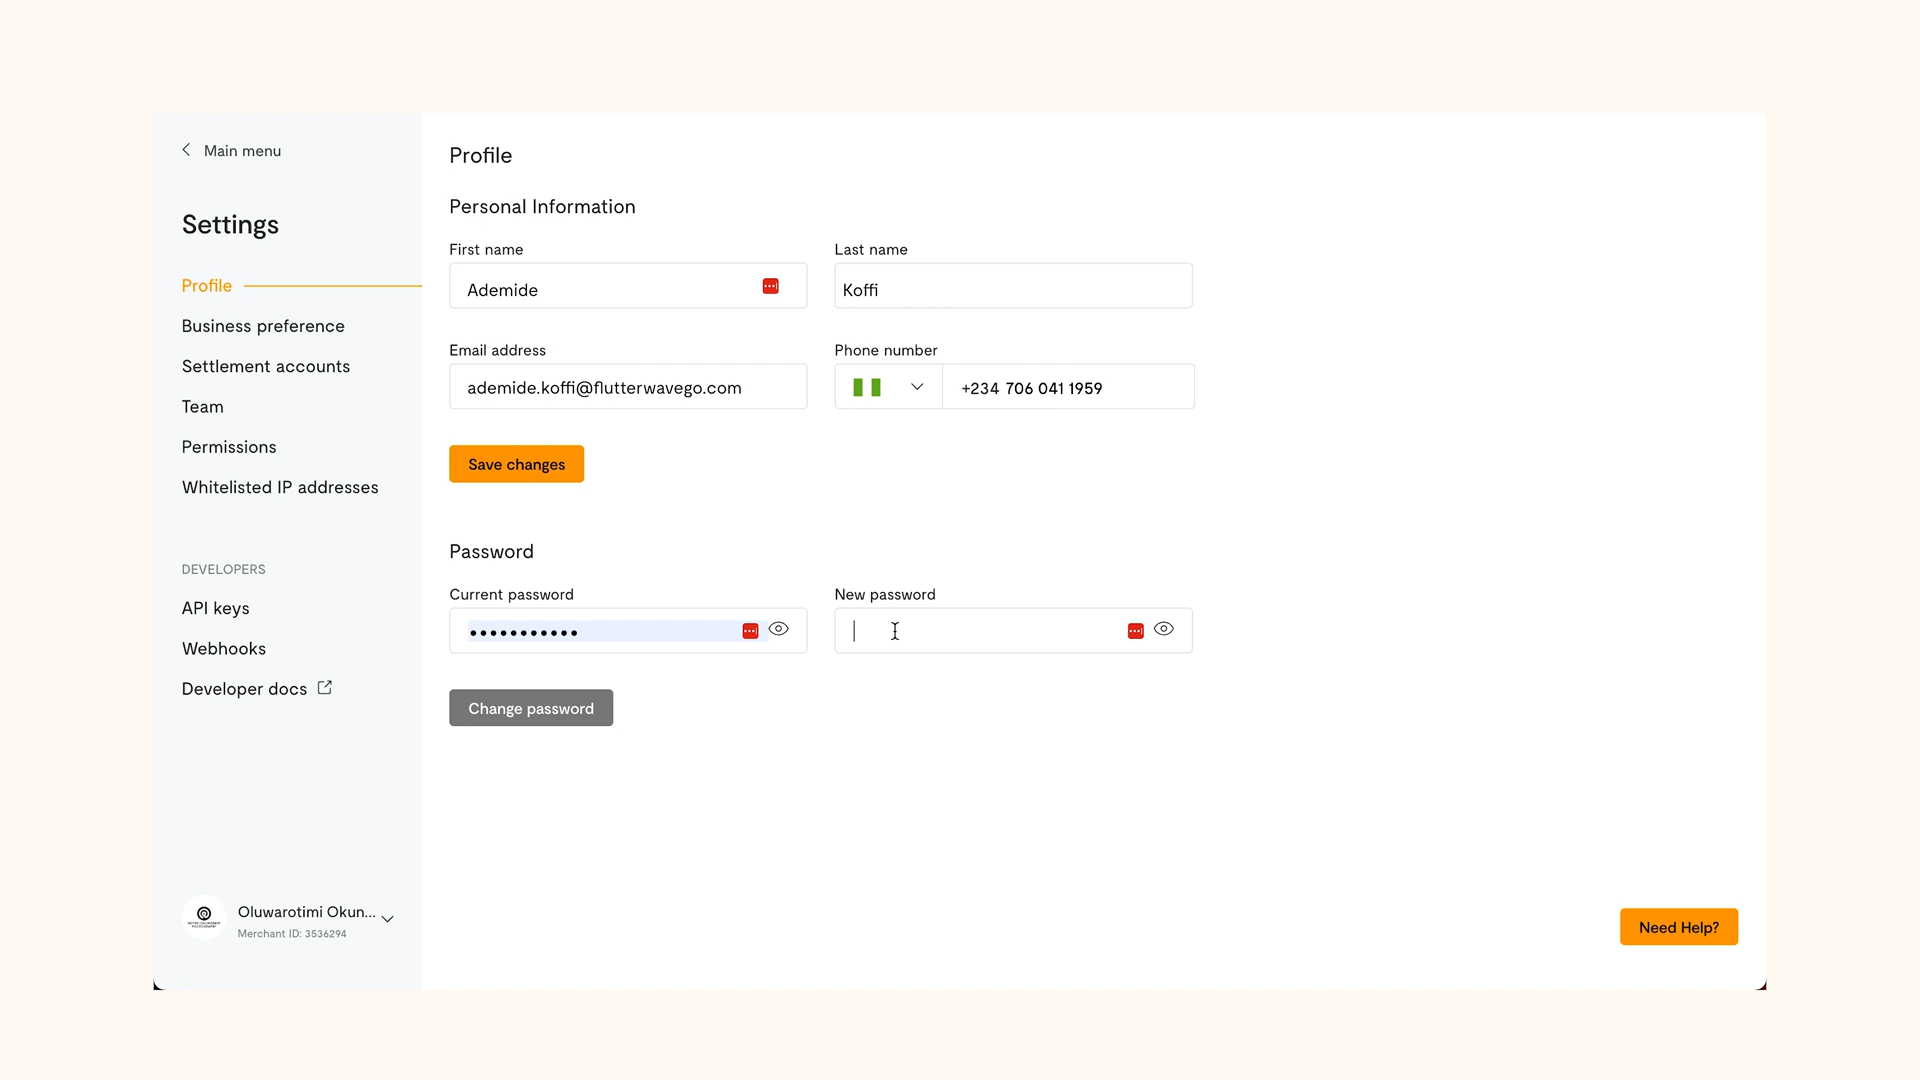 Main menu
Settings
Profile
Business preference
Settlement accounts
Team
Permissions
Whitelisted IP addresses
DEVELOPERS
API keys
Webhooks
Developer docs
Oluwarotimi Okun...
Merchant ID: 3536294
Profile
Personal Information
First name
Last name
Ademide
Koffi
Email address
Phone number
ademide.koffi@flutterwavego.com
+234 706 041 1959
Save changes
Password
Current password
New password
Change password
Need Help?